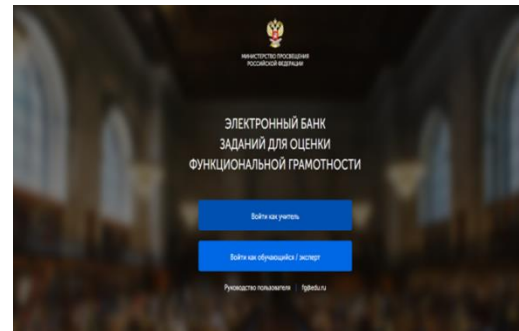 МИНИСТЕРСТВО ПРОСВЕЩЕНИЯ
РОССИЙСКОЙ ФЕДЕРАЦИИ
ЭЛЕКТРОННЫЙ БАНК
ЗАДАНИЙ ДЛЯ ОЦЕНКИ
ФУНКЦИОНАЛЬНОЙ ГРАМОТНОСТИ
Войти как учитель
Войти как обучающийся / эксперт
Руководство пользователя | fg@edu.ru